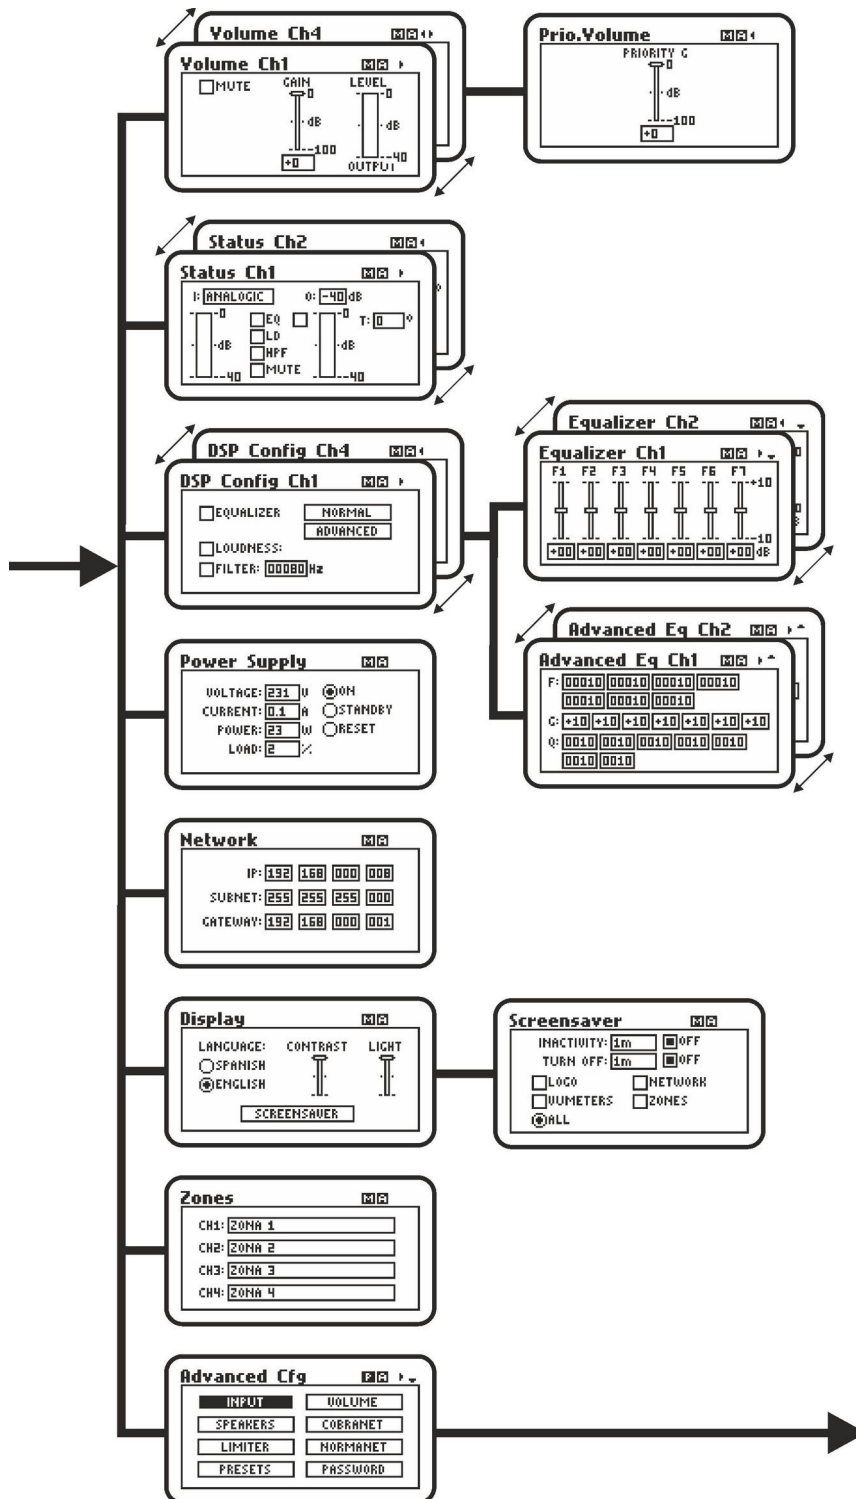 Volume Ch4 M A
Volume Ch1 M A
MUTE GAIN LEVEL
0 0
dB
-100 -40
+0 OUTPUT
Prio.Volume M A
PRIORITY G
0
dB
-100
+0
Status Ch2 M A
Status Ch1 M A
I: ANALOGIC O: -40 dB
0 EQ 0 T: 0 º
LD
dB HPF dB
-40 MUTE -40
DSP Config Ch4 M A
DSP Config Ch1 M A
EQUALIZER NORMAL
ADVANCED
LOUDNESS:
FILTER: 00080 Hz
Equalizer Ch2 M A
Equalizer Ch1 M A
F1 F2 F3 F4 F5 F6 F7
+10
-10
+00 +00 +00 +00 +00 +00 +00 dB
Advanced Eq Ch2 M A
Advanced Eq Ch1 M A
F: 00010 00010 00010 00010
00010 00010 00010
G: +10 +10 +10 +10 +10 +10 +10
Q: 0010 0010 0010 0010 0010
0010 0010
Power Supply M A
VOLTAGE: 231 V ON
CURRENT: 0.1 A STANDBY
POWER: 23 W RESET
LOAD: 2 %
Network M A
IP: 192 168 000 008
SUBNET: 255 255 255 000
GATEWAY: 192 168 000 001
Display M A
LANGUAGE: CONTRAST LIGHT
SPANISH
ENGLISH
SCREENSAVER
Screensaver M A
INACTIVITY: 1m OFF
TURN OFF: 1m OFF
LOGO NETWORK
VUMETERS ZONES
ALL
Zones M A
CH1: ZONA 1
CH2: ZONA 2
CH3: ZONA 3
CH4: ZONA 4
Advanced Cfg P A
INPUT VOLUME
SPEAKERS COBRANET
LIMITER NORMANET
PRESETS PASSWORD